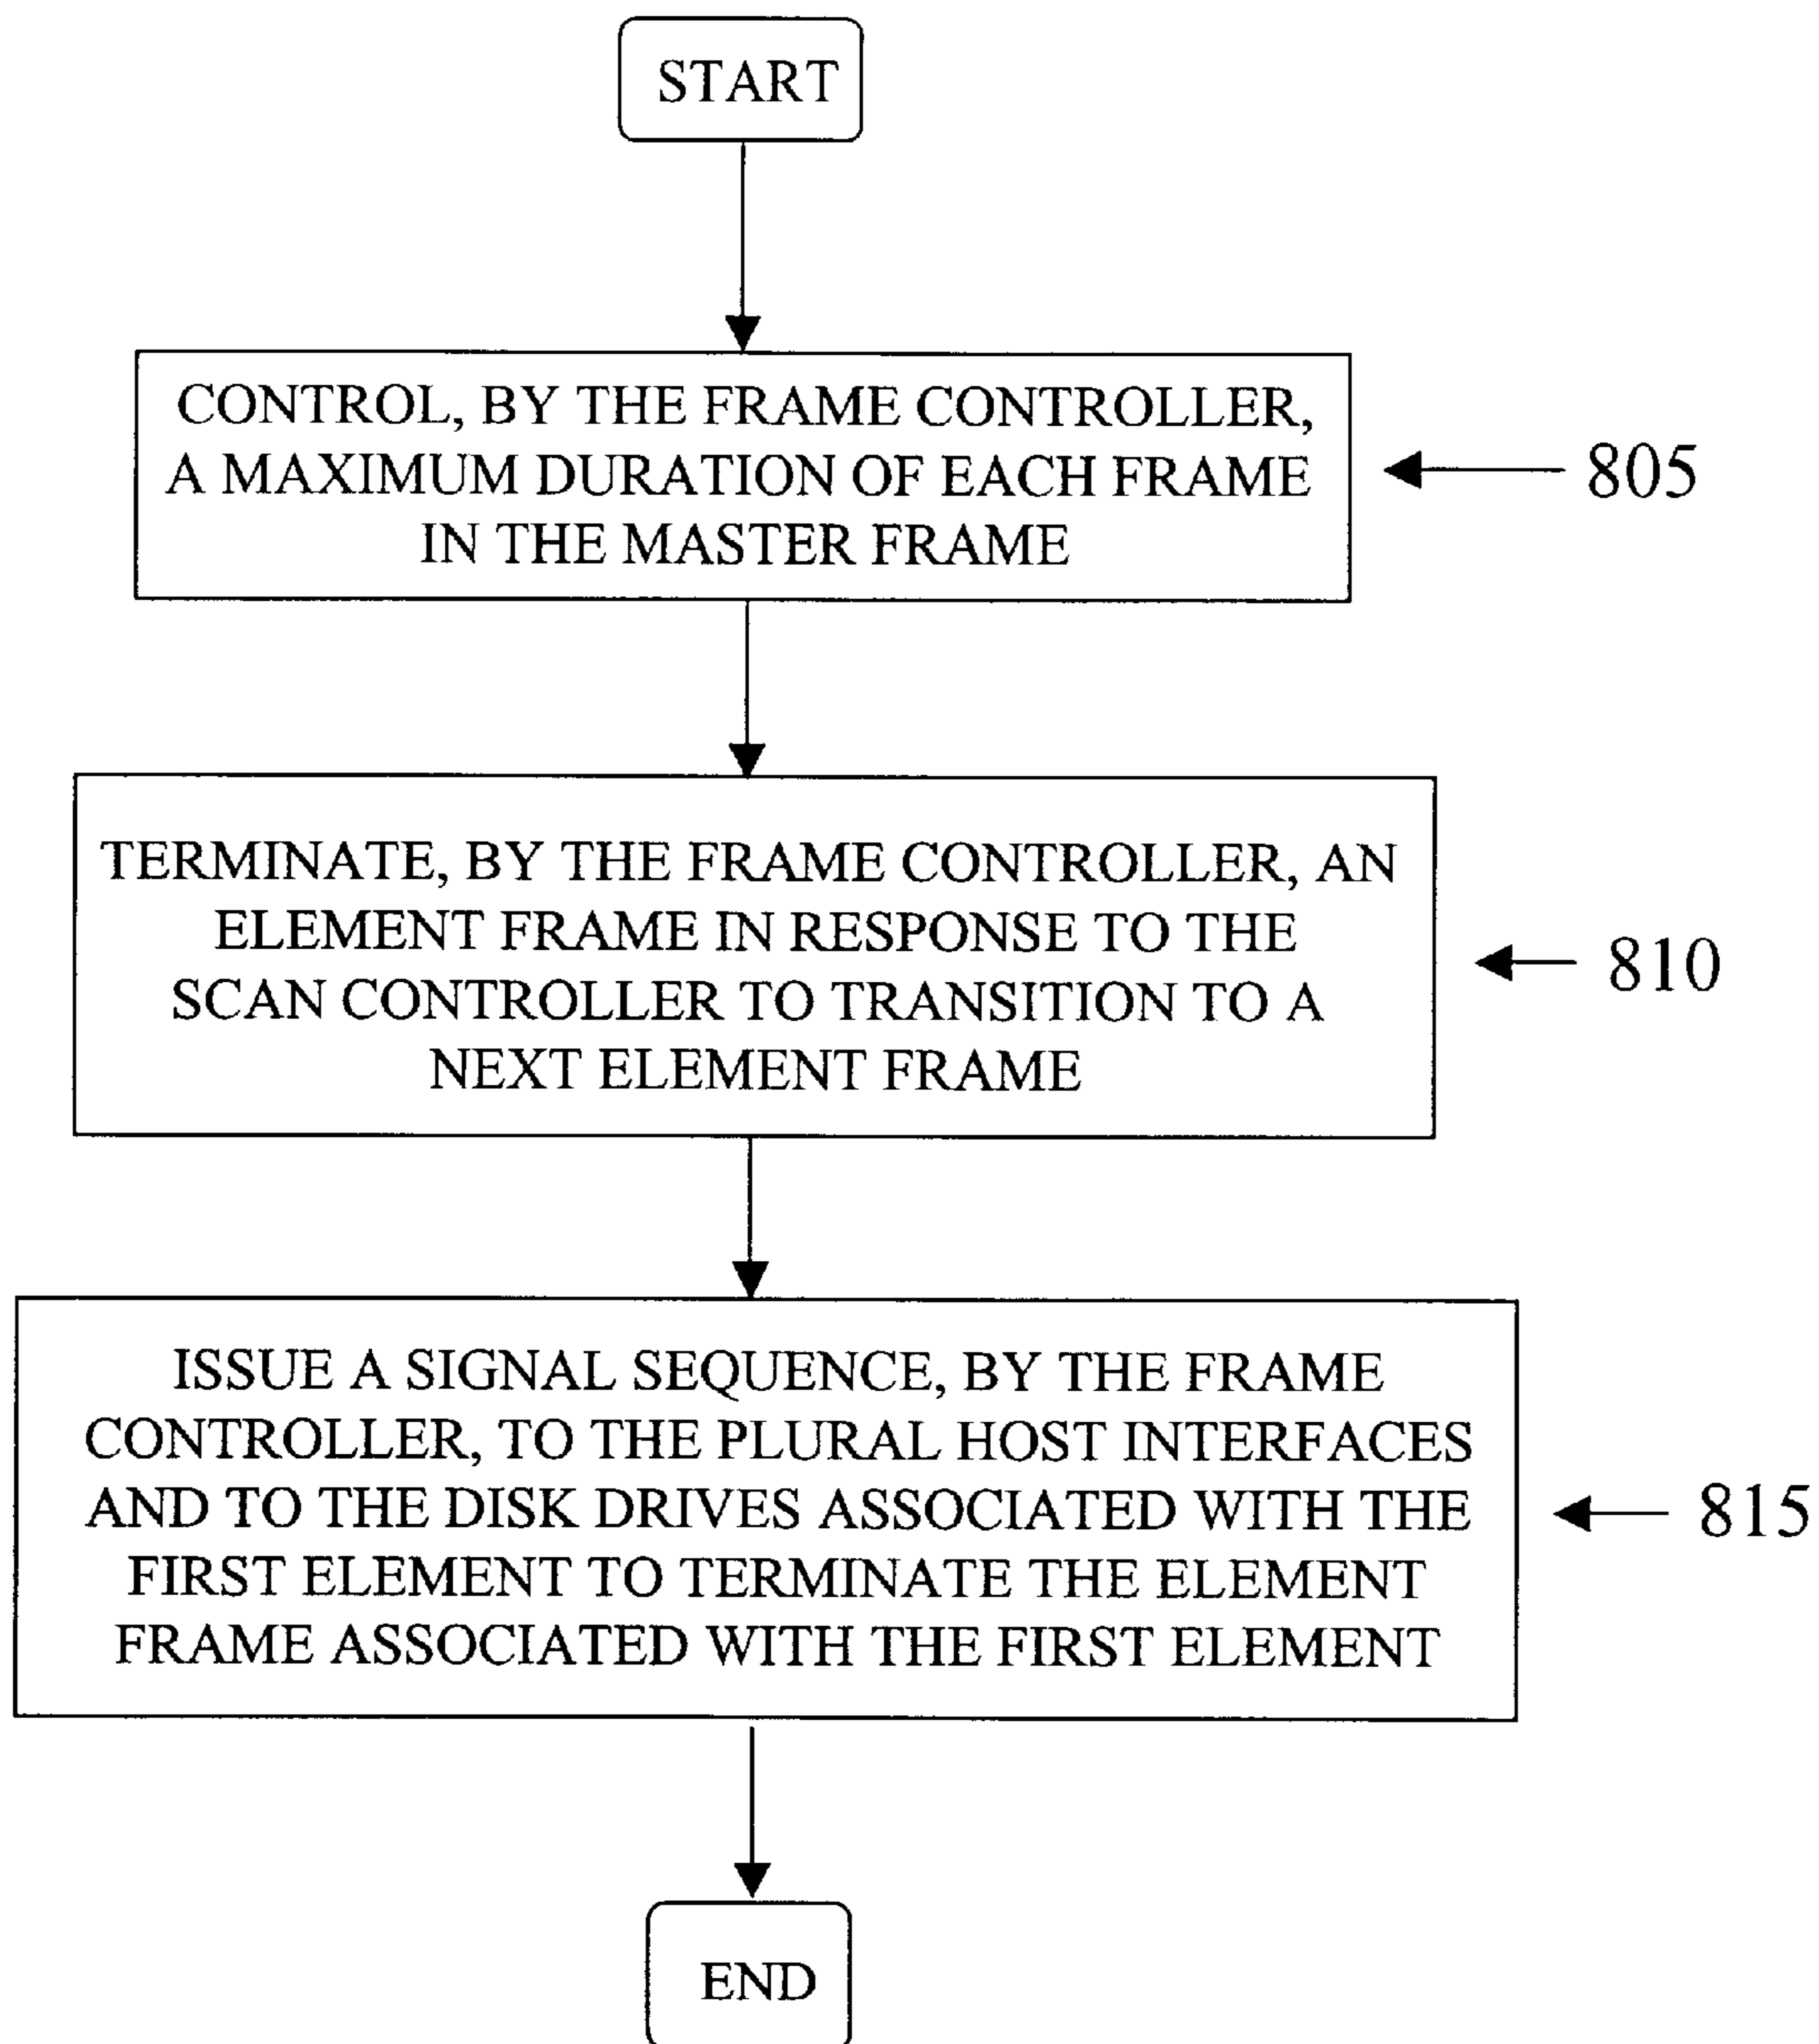 START
CONTROL, BY THE FRAME CONTROLLER,
A MAXIMUM DURATION OF EACH FRAME
IN THE MASTER FRAME
805
TERMINATE, BY THE FRAME CONTROLLER, AN
ELEMENT FRAME IN RESPONSE TO THE
SCAN CONTROLLER TO TRANSITION TO A
NEXT ELEMENT FRAME
810
ISSUE A SIGNAL SEQUENCE, BY THE FRAME
CONTROLLER, TO THE PLURAL HOST INTERFACES
AND TO THE DISK DRIVES ASSOCIATED WITH THE
FIRST ELEMENT TO TERMINATE THE ELEMENT
FRAME ASSOCIATED WITH THE FIRST ELEMENT
815
END